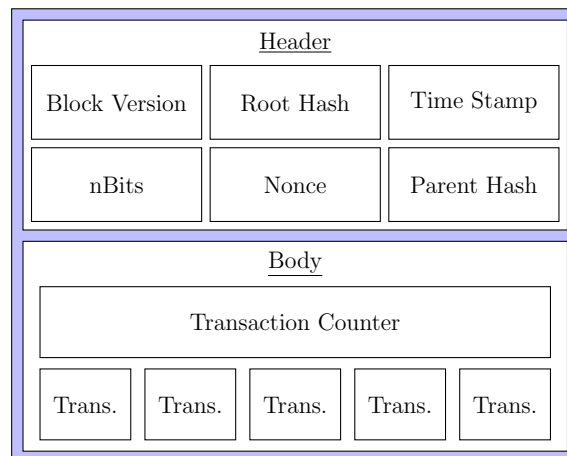 Header
Block Version Root Hash Time Stamp
nBits Nonce Parent Hash
Body
Transaction Counter
Trans. Trans. Trans. Trans. Trans.